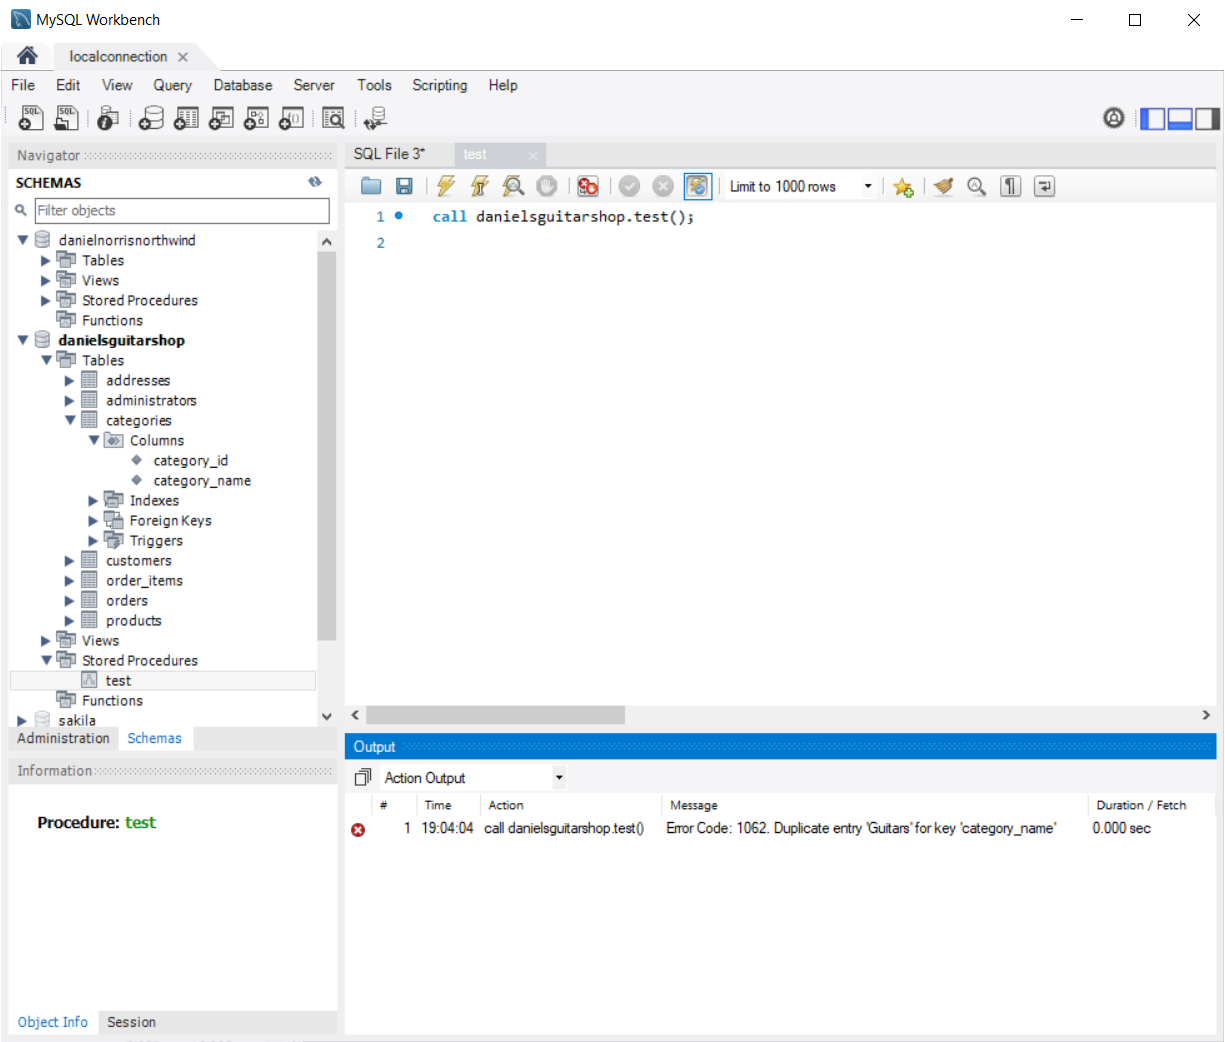 MySQL Workbench
localconnection
File Edit View Query Database Server Tools Scripting Help
Navigator
SCHEMAS
Filter objects
danielnorrisnorthwind
Tables
Views
Stored Procedures
Functions
danielsguitarshop
Tables
addresses
administrators
categories
Columns
category_id
category_name
Indexes
Foreign Keys
Triggers
customers
order_items
orders
products
Views
Stored Procedures
test
Functions
sakila
Administration Schemas
Information
Procedure: test
Object Info Session
SQL File 3* test
Limit to 1000 rows
1 call danielsguitarshop.test();
2
Output
Action Output
# Time Action Message Duration / Fetch
1 19:04:04 call danielsguitarshop.test() Error Code: 1062. Duplicate entry 'Guitars' for key 'category_name' 0.000 sec